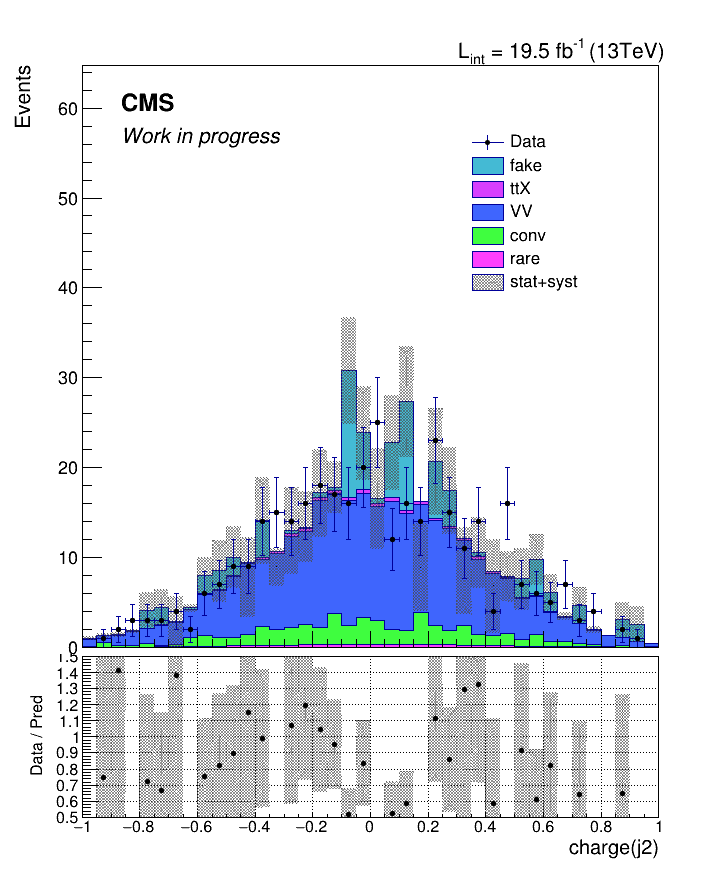 L_int = 19.5 fb^-1 (13TeV)
Events
CMS
Work in progress
Data
fake
ttX
VV
conv
rare
stat+syst
60
50
40
30
20
10
0
Data / Pred
1.5
1.4
1.3
1.2
1.1
1
0.9
0.8
0.7
0.6
0.5
−1 −0.8 −0.6 −0.4 −0.2 0 0.2 0.4 0.6 0.8 1
charge(j2)